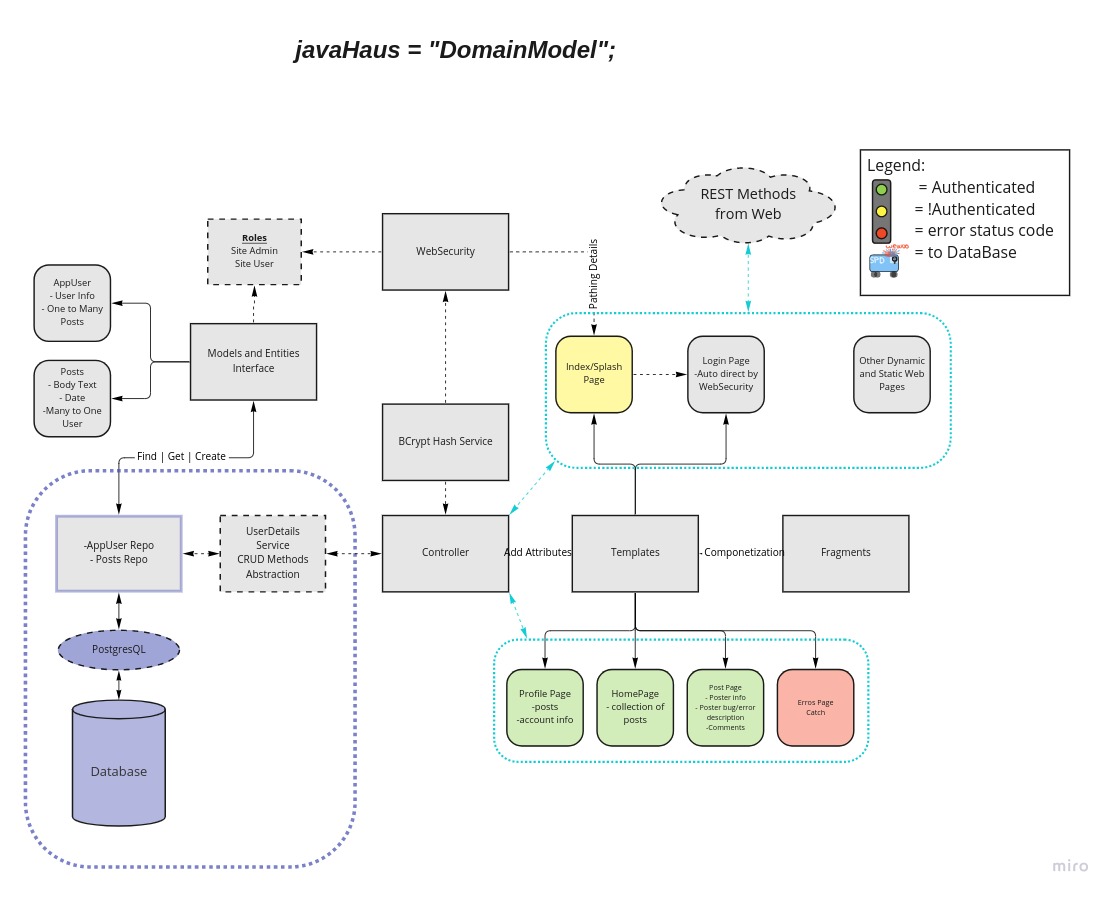 javaHaus = "DomainModel";
Legend:
= Authenticated
= !Authenticated
= error status code
= to DataBase
SPD
REST Methods
from Web
Roles
Site Admin
Site User
WebSecurity
Pathing Details
AppUser
- User Info
- One to Many
Posts
Models and Entities
Interface
Posts
- Body Text
- Date
-Many to One
User
Index/Splash
Page
Login Page
-Auto direct by
WebSecurity
Other Dynamic
and Static Web
Pages
BCrypt Hash Service
Find | Get | Create
-AppUser Repo
- Posts Repo
UserDetails
Service
CRUD Methods
Abstraction
Controller
Add Attributes
Templates
- Componetization
Fragments
PostgresQL
Database
Profile Page
-posts
-account info
HomePage
- collection of
posts
Post Page
- Poster info
- Poster bug/error
description
-Comments
Erros Page
Catch
miro